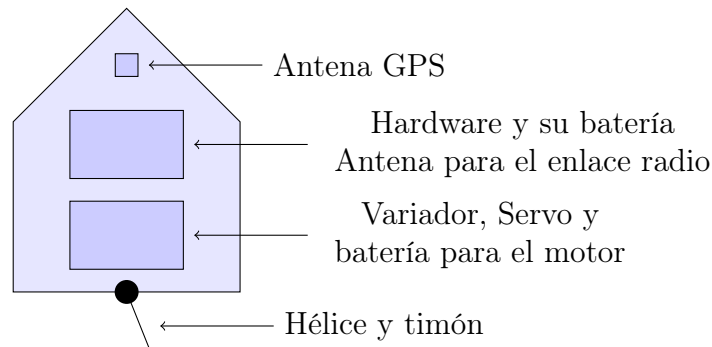 Antena GPS
Hardware y su batería
Antena para el enlace radio
Variador, Servo y
batería para el motor
Hélice y timón